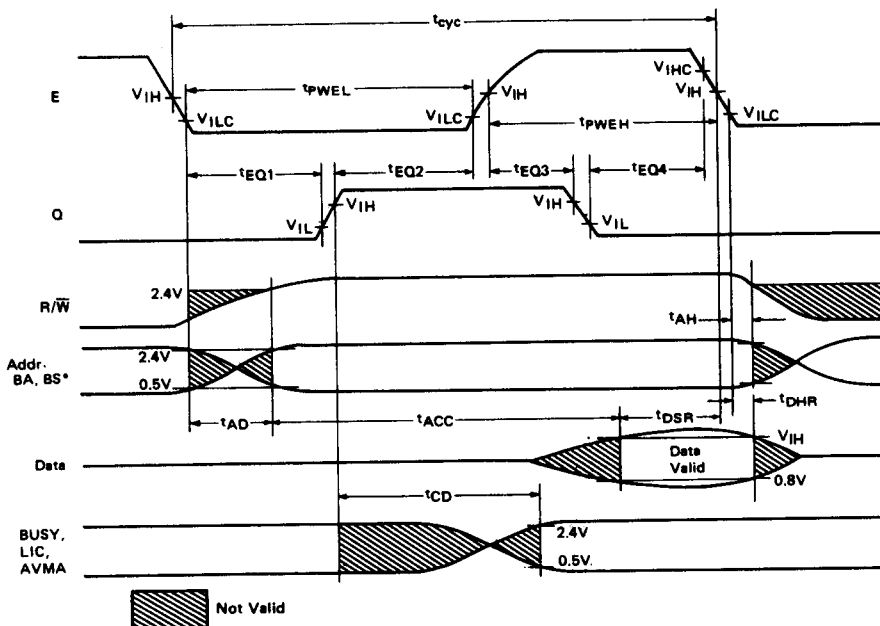 tcyc
E
VIH
VILC
tPWEL
VILC
VIH
VIHC
VIH
VILC
tPWEH
tEQ1
tEQ2
tEQ3
tEQ4
Q
VIL
VIH
VIH
VIL
R/W̅
2.4V
tAH
Addr.
BA, BS*
2.4V
0.5V
tAD
tACC
tDSR
tDHR
Data
Data
Valid
VIH
0.8V
tCD
BUSY,
LIC,
AVMA
2.4V
0.5V.
Not Valid